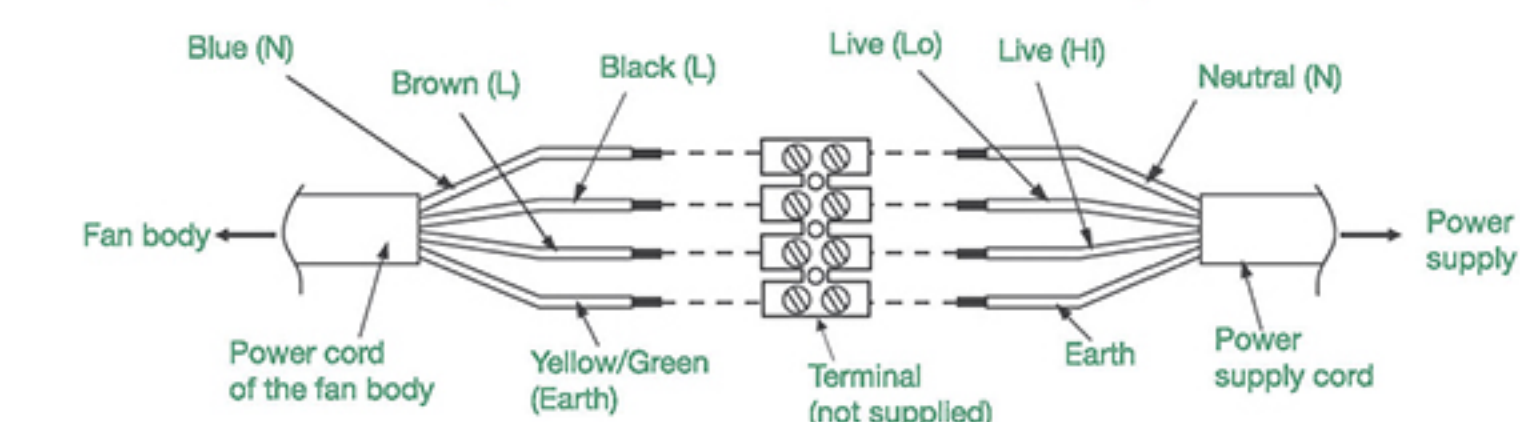 Blue (N)
Brown (L)
Black (L)
Live (Lo)
Live (Hi)
Neutral (N)
Fan body
Power
supply
Power cord
of the fan body
Yellow/Green
(Earth)
Terminal
(not supplied)
Earth
Power
supply cord